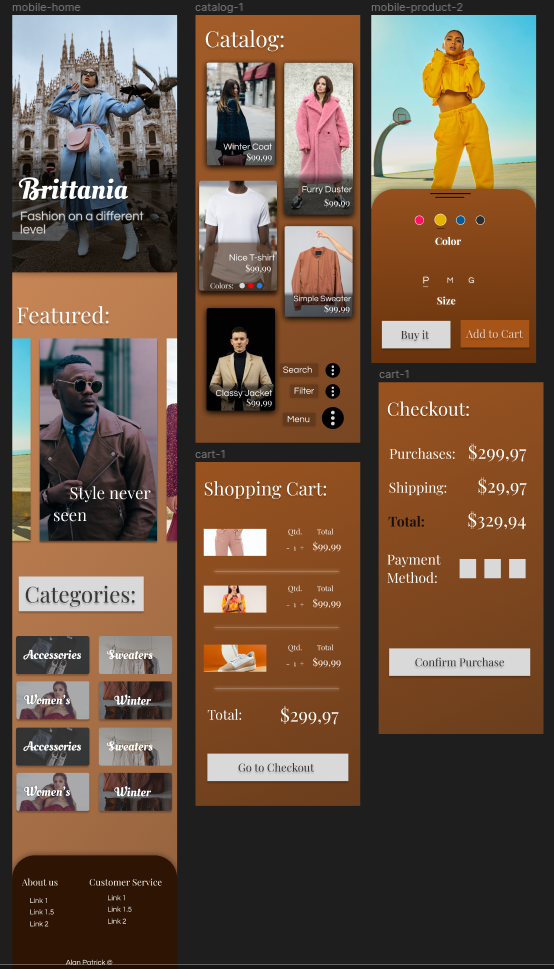 mobile-home
Brittania
Fashion on a different
level
Featured:
Style never
seen
Categories:
Accessories
Sweaters
Women's
Winter
Accessories
Sweaters
Women's
Winter
About us
Customer Service
Link 1
Link 1.5
Link 2
Link 1
Link 1.5
Link 2
Alan Patrick ©
catalog-1
Catalog:
Winter Coat
$99,99
Furry Duster
$99,99
Nice T-shirt
$99,99
Colors:
Simple Sweater
$99,99
Classy Jacket
$99,99
Search
Filter
Menu
cart-1
Shopping Cart:
Qtd. Total
- 1 + $99,99
Qtd. Total
- 1 + $99,99
Qtd. Total
- 1 + $99,99
Total: $299,97
Go to Checkout
mobile-product-2
Color
P M G
Size
Buy it
Add to Cart
cart-1
Checkout:
Purchases: $299,97
Shipping: $29,97
Total: $329,94
Payment
Method:
Confirm Purchase